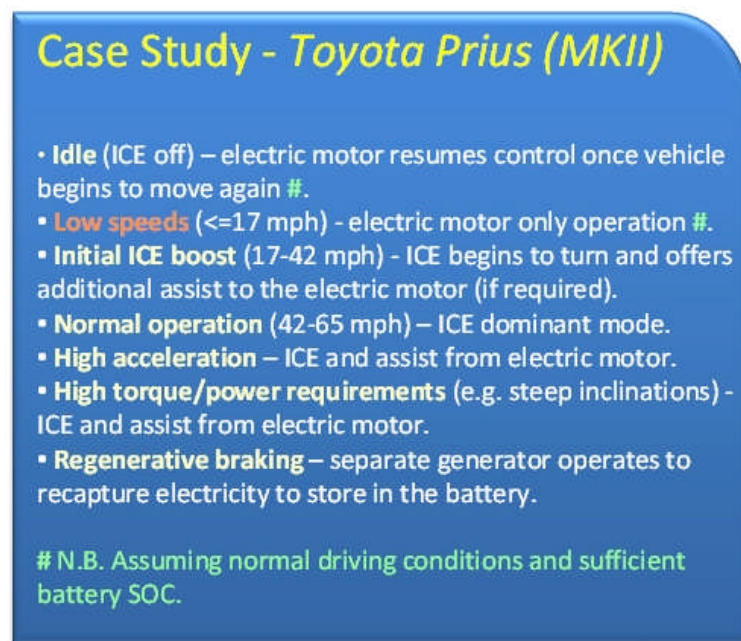 Case Study - Toyota Prius (MKII)
• Idle (ICE off) – electric motor resumes control once vehicle
begins to move again #.
▪ Low speeds (<=17 mph) - electric motor only operation #.
▪ Initial ICE boost (17-42 mph) - ICE begins to turn and offers
additional assist to the electric motor (if required).
▪ Normal operation (42-65 mph) – ICE dominant mode.
▪ High acceleration – ICE and assist from electric motor.
▪ High torque/power requirements (e.g. steep inclinations) -
ICE and assist from electric motor.
▪ Regenerative braking – separate generator operates to
recapture electricity to store in the battery.
# N.B. Assuming normal driving conditions and sufficient
battery SOC.